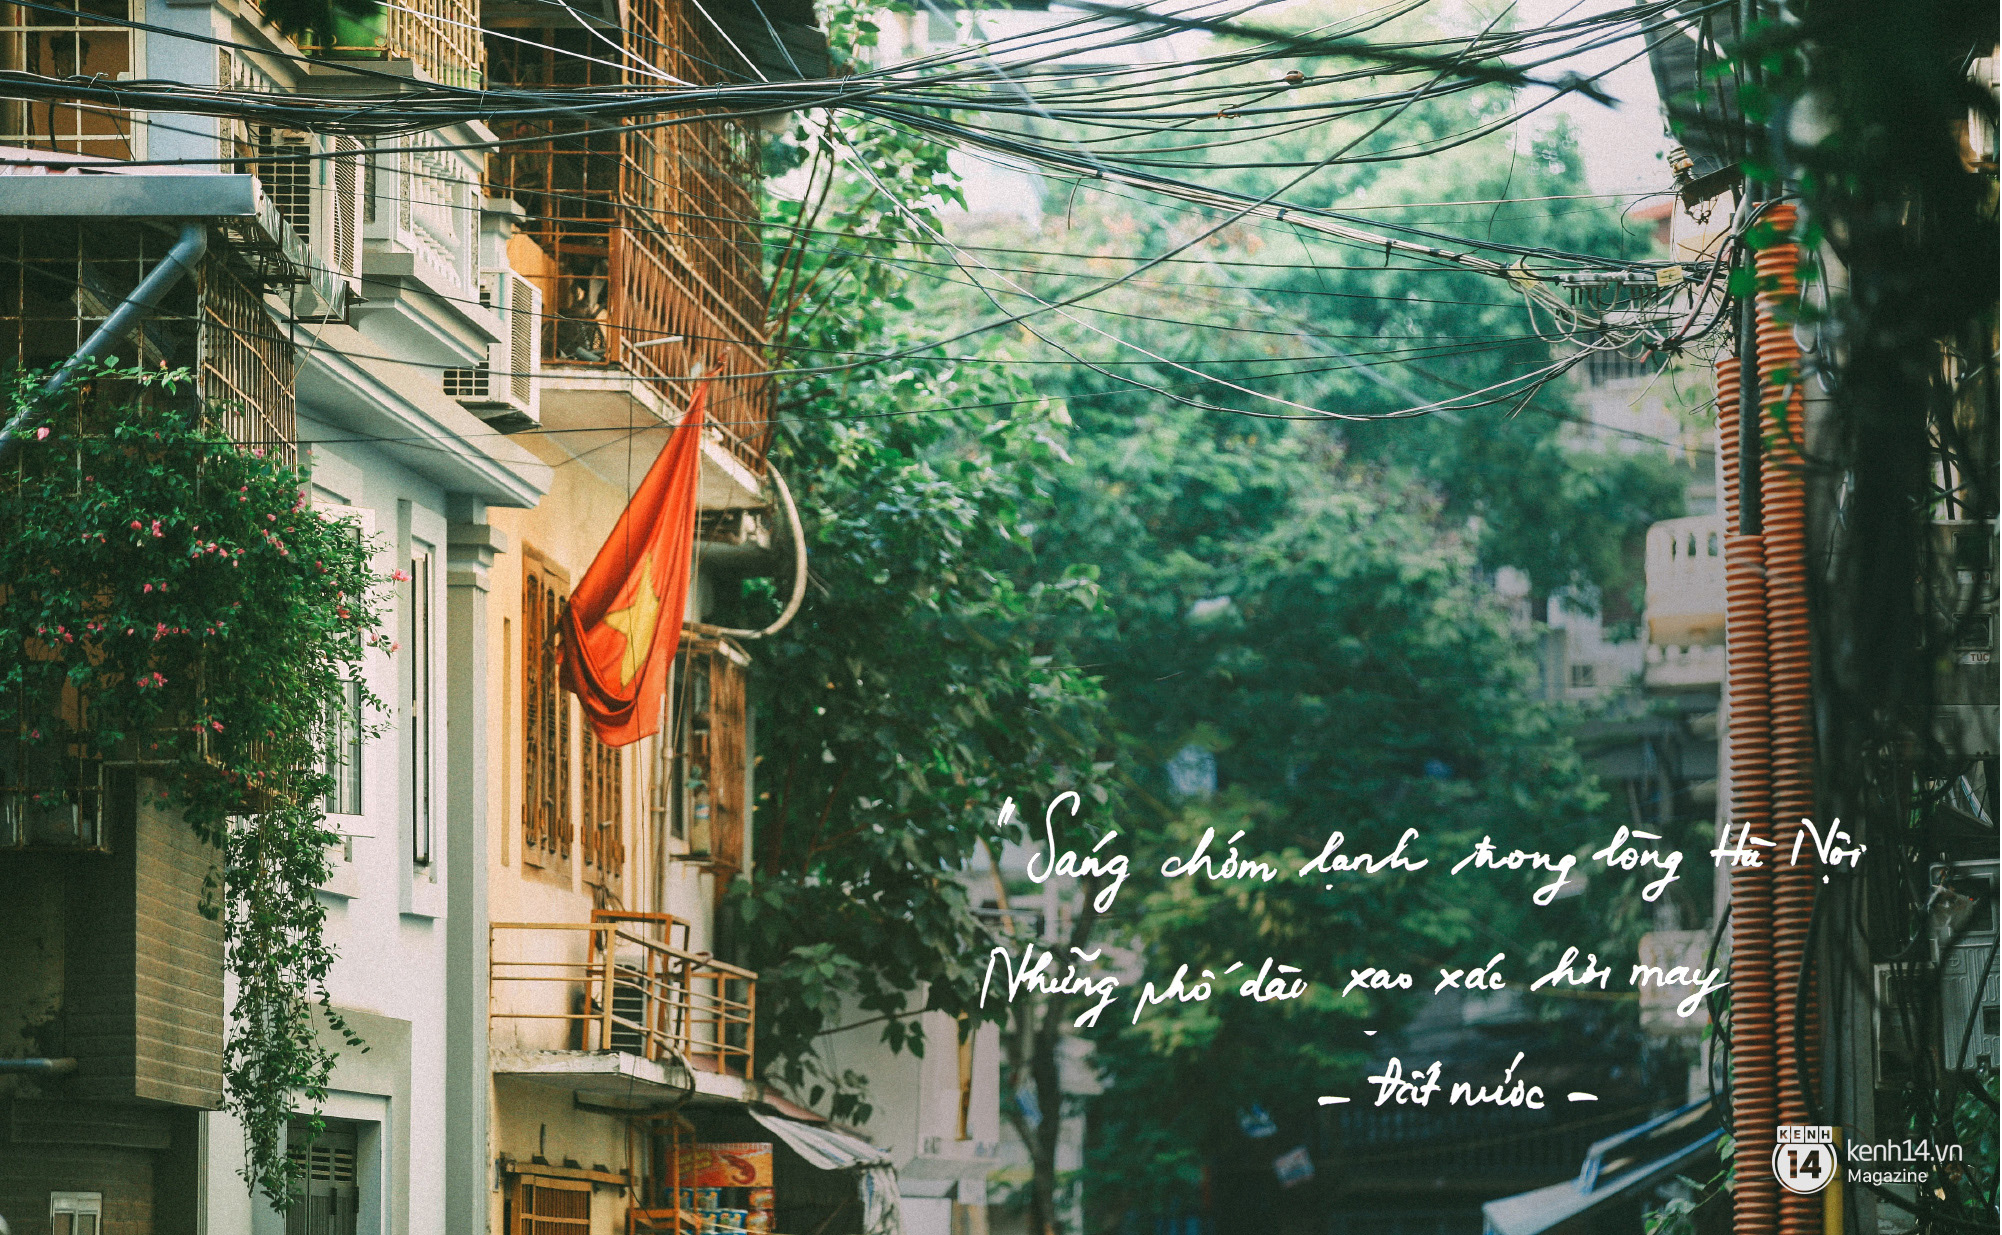 "Sáng chớm lạnh trong lòng Hà Nội
Những phố dài xao xác hơi may
- Đất nước -
KENH
14
kenh14.vn
Magazine
TUC